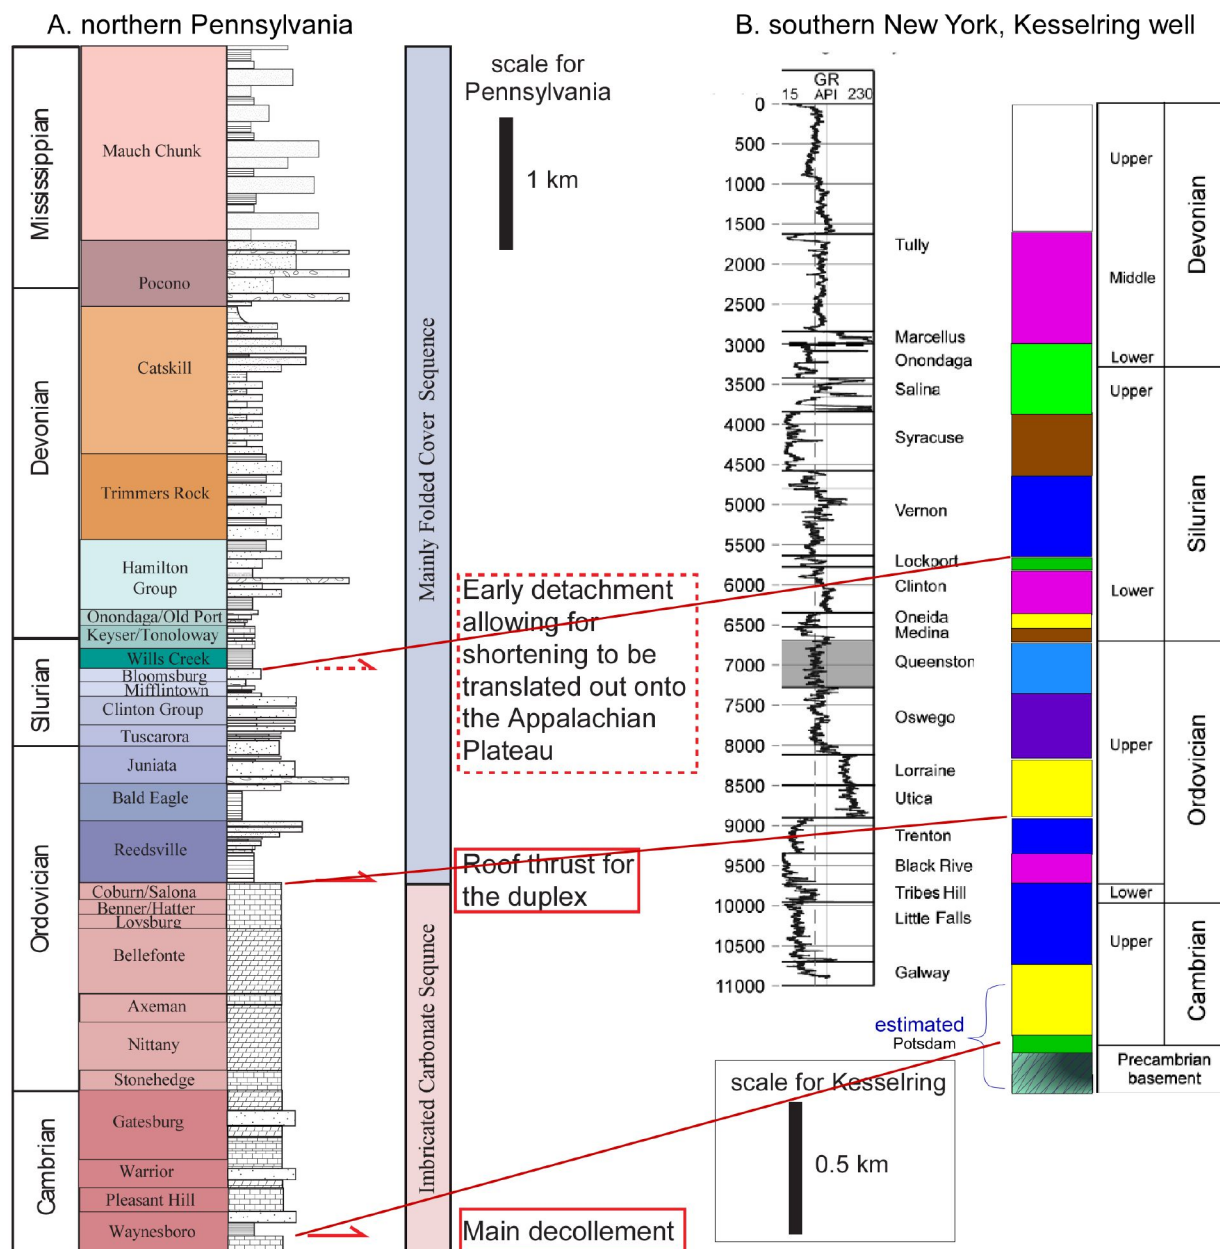 A. northern Pennsylvania
Mississippian
Devonian
Silurian
Ordovician
Cambrian
Mauch Chunk
Pocono
Catskill
Trimmers Rock
Hamilton
Group
Onondaga/Old Port
Keyser/Tonoloway
Wills Creek
Bloomsburg
Mifflintown
Clinton Group
Tuscarora
Juniata
Bald Eagle
Reedsville
Coburn/Salona
Benner/Hatter
Lovsburg
Bellefonte
Axeman
Nittany
Stonehedge
Gatesburg
Warrior
Pleasant Hill
Waynesboro
Mainly Folded Cover Sequence
Imbricated Carbonate Sequnce
scale for
Pennsylvania
1 km
Early detachment
allowing for
shortening to be
translated out onto
the Appalachian
Plateau
Roof thrust for
the duplex
Main decollement
B. southern New York, Kesselring well
GR
15 API 230
0
500
1000
1500
2000
2500
3000
3500
4000
4500
5000
5500
6000
6500
7000
7500
8000
8500
9000
9500
10000
10500
11000
Tully
Marcellus
Onondaga
Salina
Syracuse
Vernon
Lockport
Clinton
Oneida
Medina
Queenston
Oswego
Lorraine
Utica
Trenton
Black Rive
Tribes Hill
Little Falls
Galway
estimated
Potsdam
Upper
Middle
Lower
Upper
Lower
Upper
Lower
Upper
Devonian
Silurian
Ordovician
Cambrian
Precambrian
basement
scale for Kesselring
0.5 km